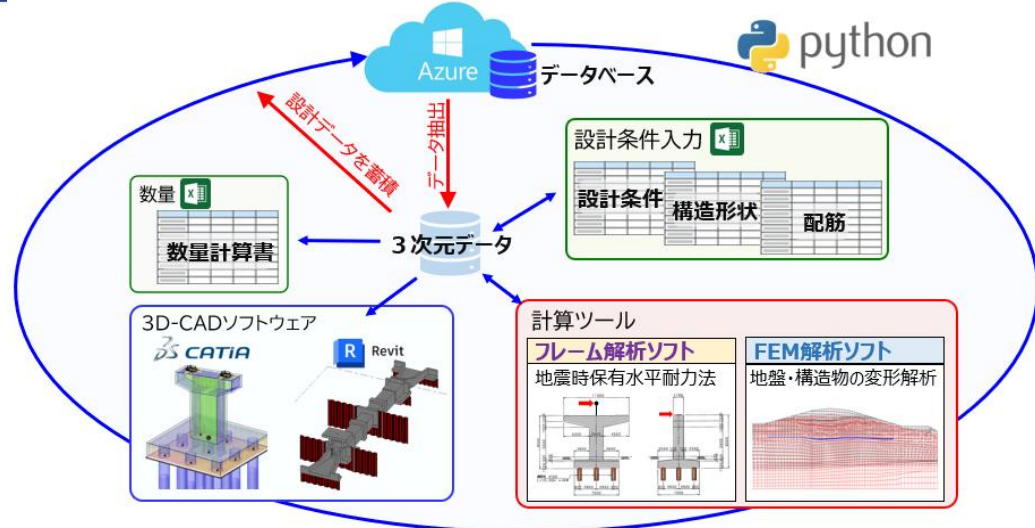 Azure
データベース
python
設計データを蓄積
データ抽出
設計条件入力
設計条件
構造形状
配筋
数量
数量計算書
3次元データ
3D-CADソフトウェア
CATIA
R Revit
計算ツール
フレーム解析ソフト
地震時保有水平耐力法
FEM解析ソフト
地盤・構造物の変形解析